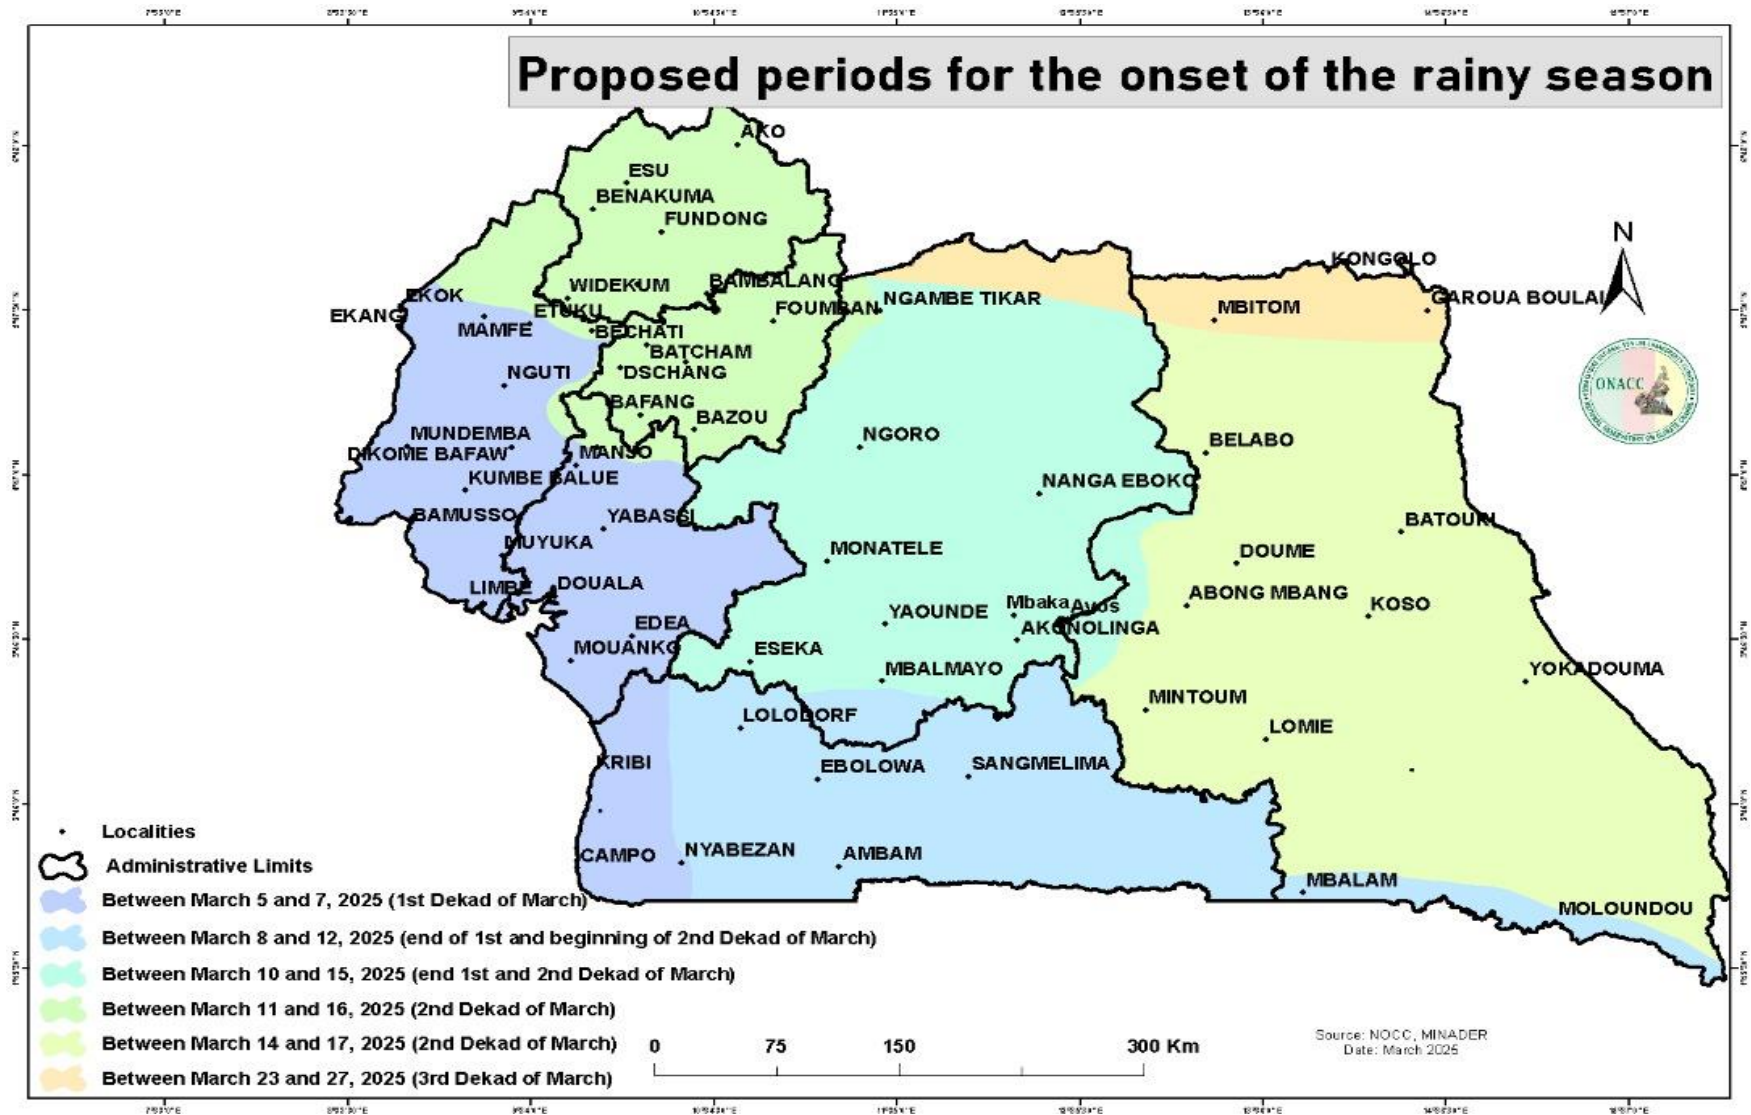 Proposed periods for the onset of the rainy season
AKO
ESU
BENAKUMA
FUNDONG
N
KONGOLO
WIDEKUM
BAMBALANG
EKOK
NGAMBE TIKAR
GAROUA BOULAI
EKANG
ETUKU
FOUMBAN
MBITOM
MAMFE
BECHATI
BATCHAM
NGUTI
DSCHANG
ONACC
BAFANG
BAZOU
MUNDEMBA
NGORO
BELABO
DIKOME BAFAW
MANSO
KUMBE BALUE
NANGA EBOKO
BAMUSSO
YABASSI
BATOURI
MUYUKA
MONATELE
DOUME
LIMBE
DOUALA
ABONG MBANG
KOSO
Mbaka
Ayos
YAOUNDE
EDEA
AKONOLINGA
MOUANKO
ESEKA
MBALMAYO
YOKADOUMA
MINTOUM
LOLODORF
LOMIE
KRIBI
EBOLOWA
SANGMELIMA
CAMPO
NYABEZAN
AMBAM
MBALAM
MOLOUNDOU
Localities
Administrative Limits
Between March 5 and 7, 2025 (1st Dekad of March)
Between March 8 and 12, 2025 (end of 1st and beginning of 2nd Dekad of March)
Between March 10 and 15, 2025 (end 1st and 2nd Dekad of March)
Between March 11 and 16, 2025 (2nd Dekad of March)
Between March 14 and 17, 2025 (2nd Dekad of March)
Between March 23 and 27, 2025 (3rd Dekad of March)
0 75 150 300 Km
Source: NOCC, MINADER
Date: March 2025